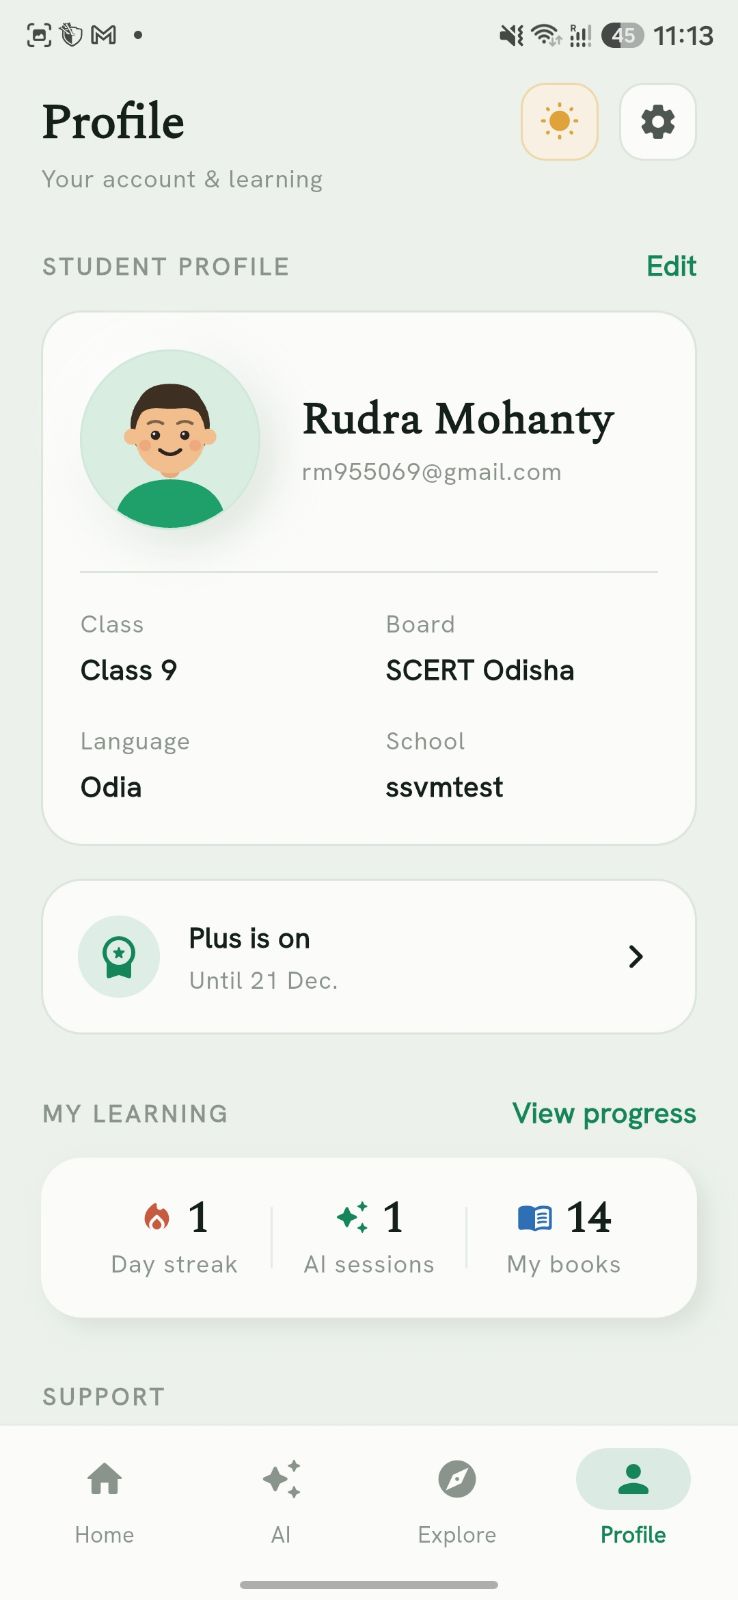 45 11:13
Profile
Your account & learning
STUDENT PROFILE
Edit
Rudra Mohanty
rm955069@gmail.com
Class
Board
Class 9
SCERT Odisha
Language
School
Odia
ssvmtest
Plus is on
Until 21 Dec.
MY LEARNING
View progress
1
1
14
Day streak
AI sessions
My books
SUPPORT
Home
AI
Explore
Profile